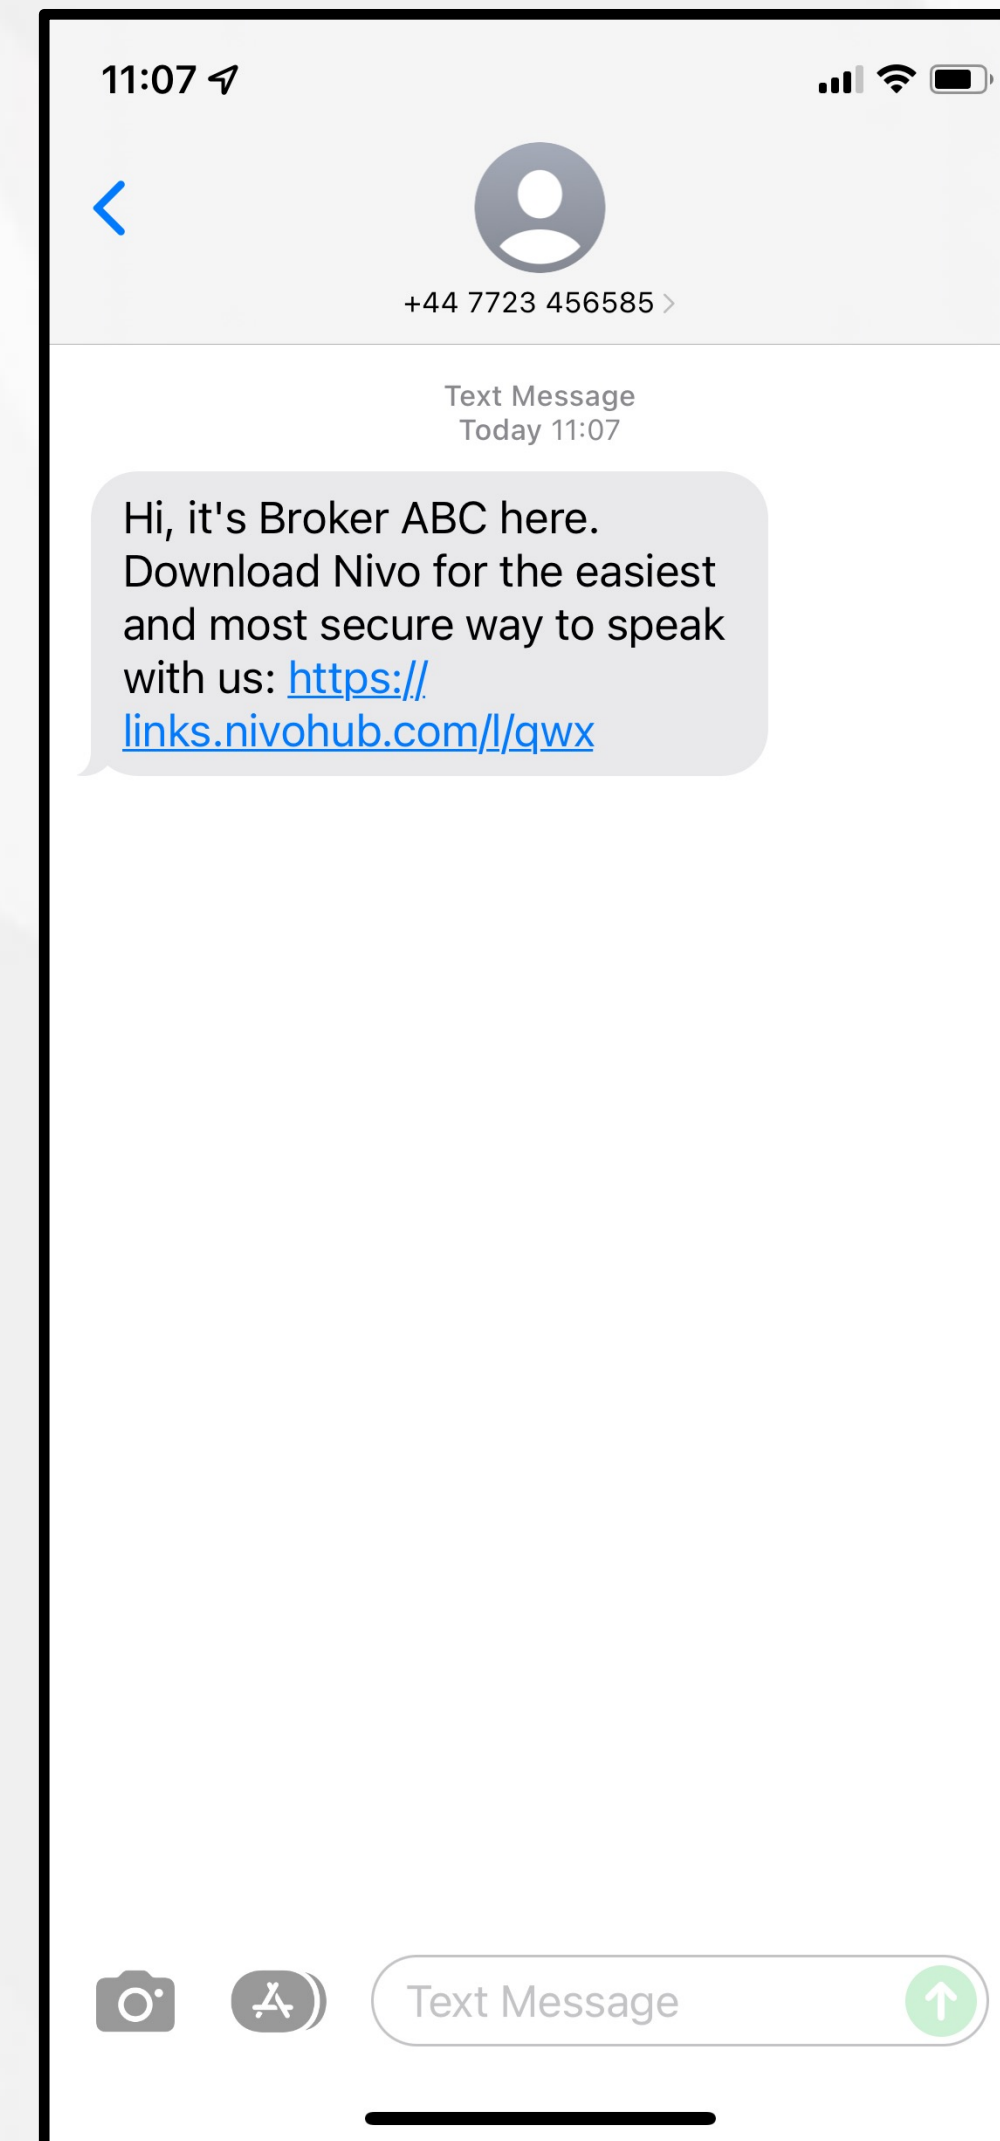 11:07
+44 7723 456585
Text Message
Today 11:07
Hi, it's Broker ABC here.
Download Nivo for the easiest
and most secure way to speak
with us: https://
links.nivohub.com/l/qwx
Text Message